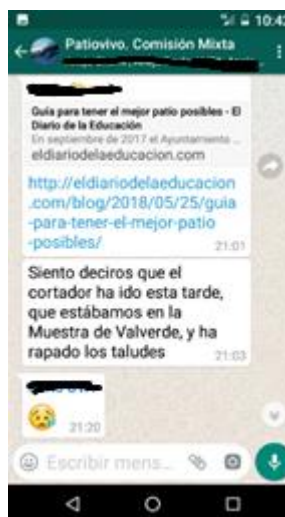 10:42
Patiovivo. Comisión Mixta
Guía para tener el mejor patio posibles - El
Diario de la Educación
En septiembre de 2017 el Ayuntamiento ...
eldiariodelaeducacion.com
http://eldiariodelaeducacion
.com/blog/2018/05/25/guia
-para-tener-el-mejor-patio
-posibles/
21:01
Siento deciros que el
cortador ha ido esta tarde,
que estábamos en la
Muestra de Valverde, y ha
rapado los taludes
21:03
21:20
Escribir mens...